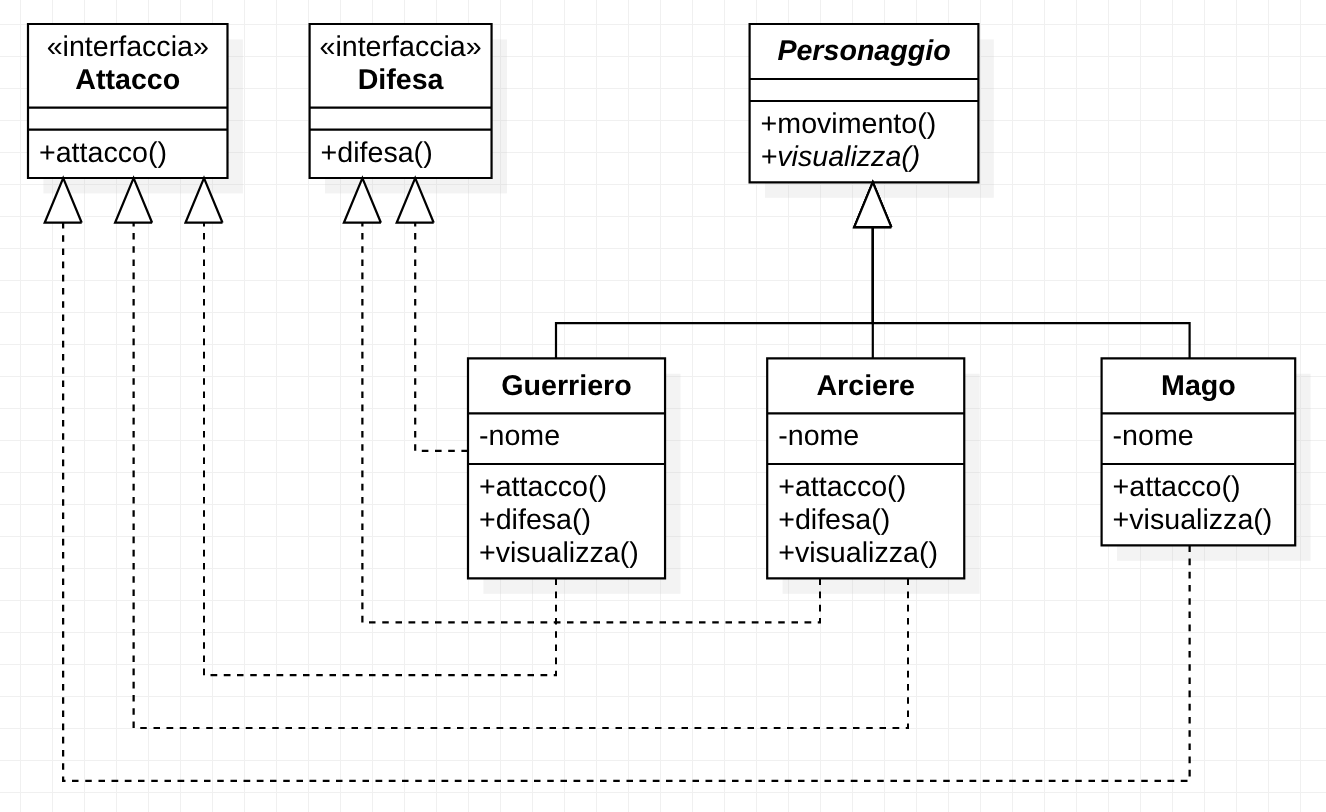 «interfaccia»
Attacco
+attacco()
«interfaccia»
Difesa
+difesa()
Personaggio
+movimento()
+visualizza()
Guerriero
-nome
+attacco()
+difesa()
+visualizza()
Arciere
-nome
+attacco()
+difesa()
+visualizza()
Mago
-nome
+attacco()
+visualizza()